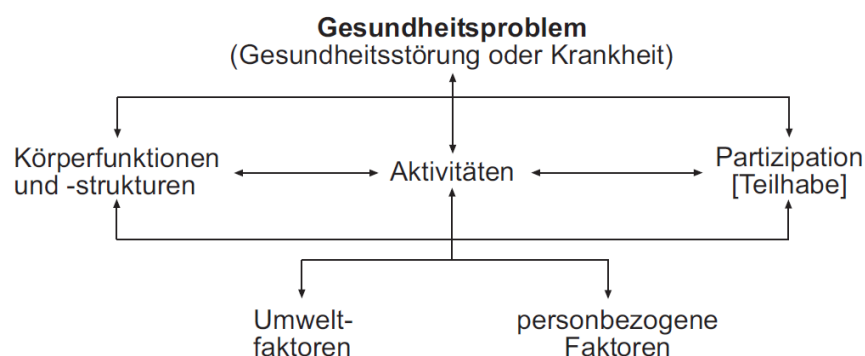 Gesundheitsproblem
(Gesundheitsstörung oder Krankheit)
Körperfunktionen
und -strukturen
Aktivitäten
Partizipation
[Teilhabe]
Umwelt-
faktoren
personbezogene
Faktoren